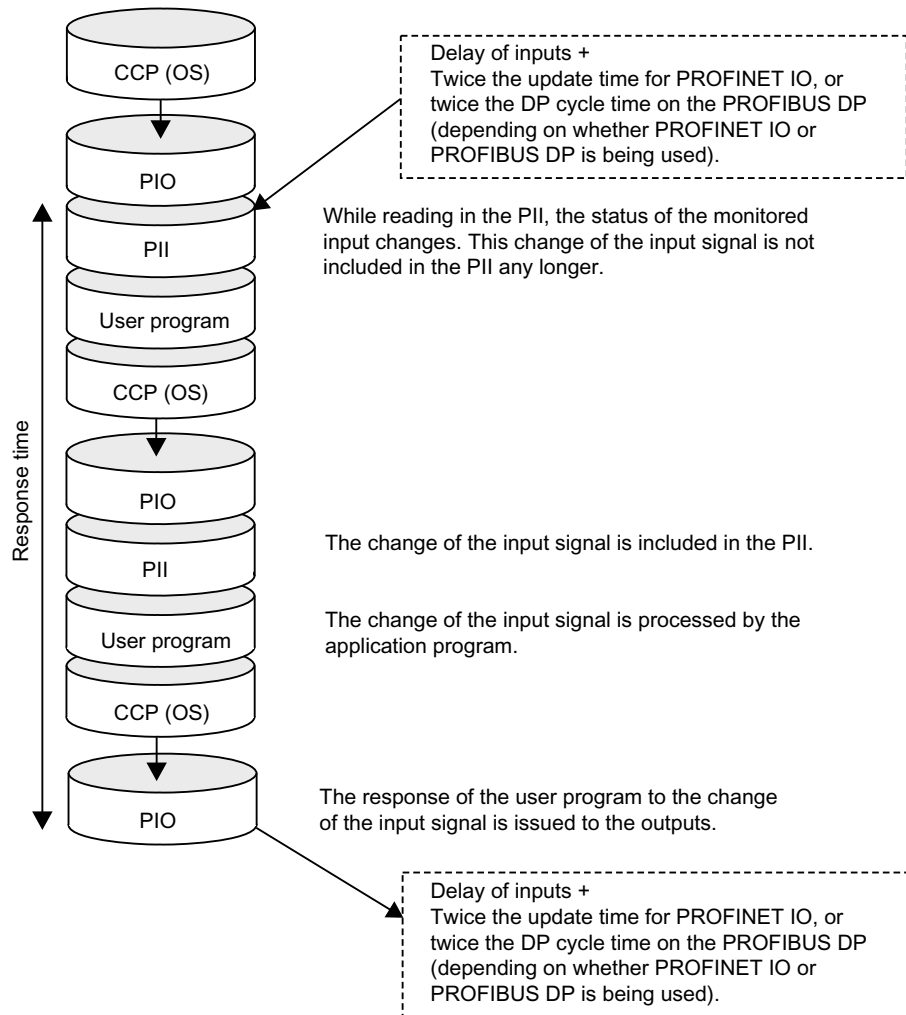 CCP (OS)
Delay of inputs +
Twice the update time for PROFINET IO, or
twice the DP cycle time on the PROFIBUS DP
(depending on whether PROFINET IO or
PROFIBUS DP is being used).
PIO
While reading in the PII, the status of the monitored
input changes. This change of the input signal is not
included in the PII any longer.
PII
User program
CCP (OS)
Response time
PIO
PII
The change of the input signal is included in the PII.
User program
The change of the input signal is processed by the
application program.
CCP (OS)
PIO
The response of the user program to the change
of the input signal is issued to the outputs.
Delay of inputs +
Twice the update time for PROFINET IO, or
twice the DP cycle time on the PROFIBUS DP
(depending on whether PROFINET IO or
PROFIBUS DP is being used).